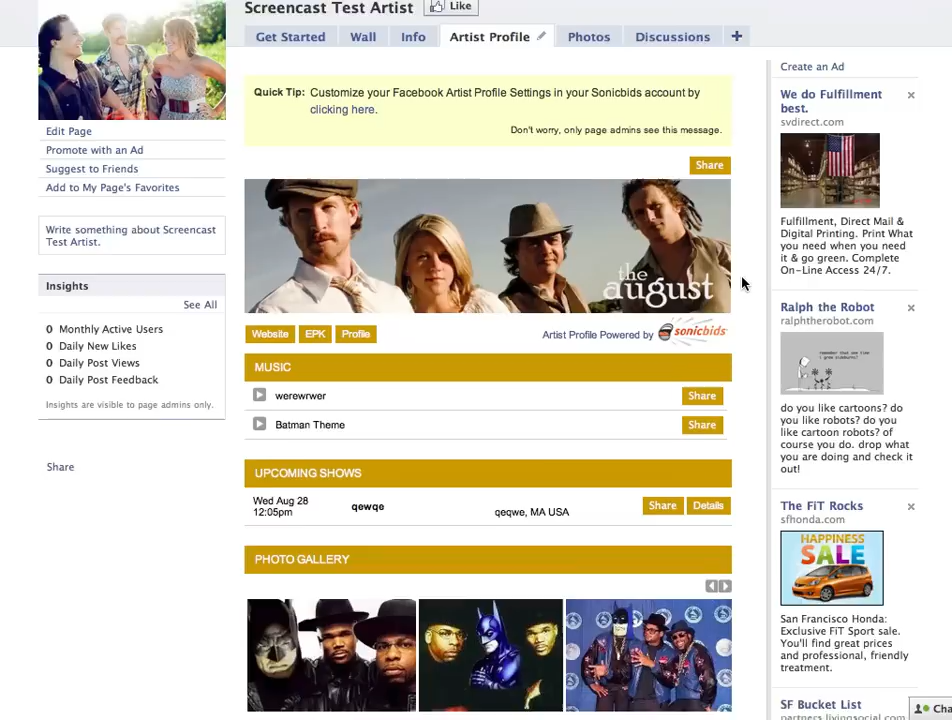 Screencast Test Artist
Like
Get Started
Wall
Info
Artist Profile
Photos
Discussions
+
Edit Page
Promote with an Ad
Suggest to Friends
Add to My Page's Favorites
Write something about Screencast
Test Artist.
Insights
See All
0 Monthly Active Users
0 Daily New Likes
0 Daily Post Views
0 Daily Post Feedback
Insights are visible to page admins only.
Share
Quick Tip: Customize your Facebook Artist Profile Settings in your Sonicbids account by
clicking here.
Don't worry, only page admins see this message.
Share
the
august
Website
EPK
Profile
Artist Profile Powered by sonicbids
MUSIC
werewrwer
Share
Batman Theme
Share
UPCOMING SHOWS
Wed Aug 28
12:05pm
qewqe
qeqwe, MA USA
Share
Details
PHOTO GALLERY
Create an Ad
We do Fulfillment
best.
svdirect.com
Fulfillment, Direct Mail &
Digital Printing. Print What
you need when you need
it & go green. Complete
On-Line Access 24/7.
Ralph the Robot
ralphtherobot.com
remember that one time
i grew sideburns?
do you like cartoons? do
you like robots? do you
like cartoon robots? of
course you do. drop what
you are doing and check it
out!
The FiT Rocks
sfhonda.com
HAPPINESS
SALE
San Francisco Honda:
Exclusive FiT Sport sale.
You'll find great prices
and professional, friendly
treatment.
SF Bucket List
partners.livingsocial.com
Cha